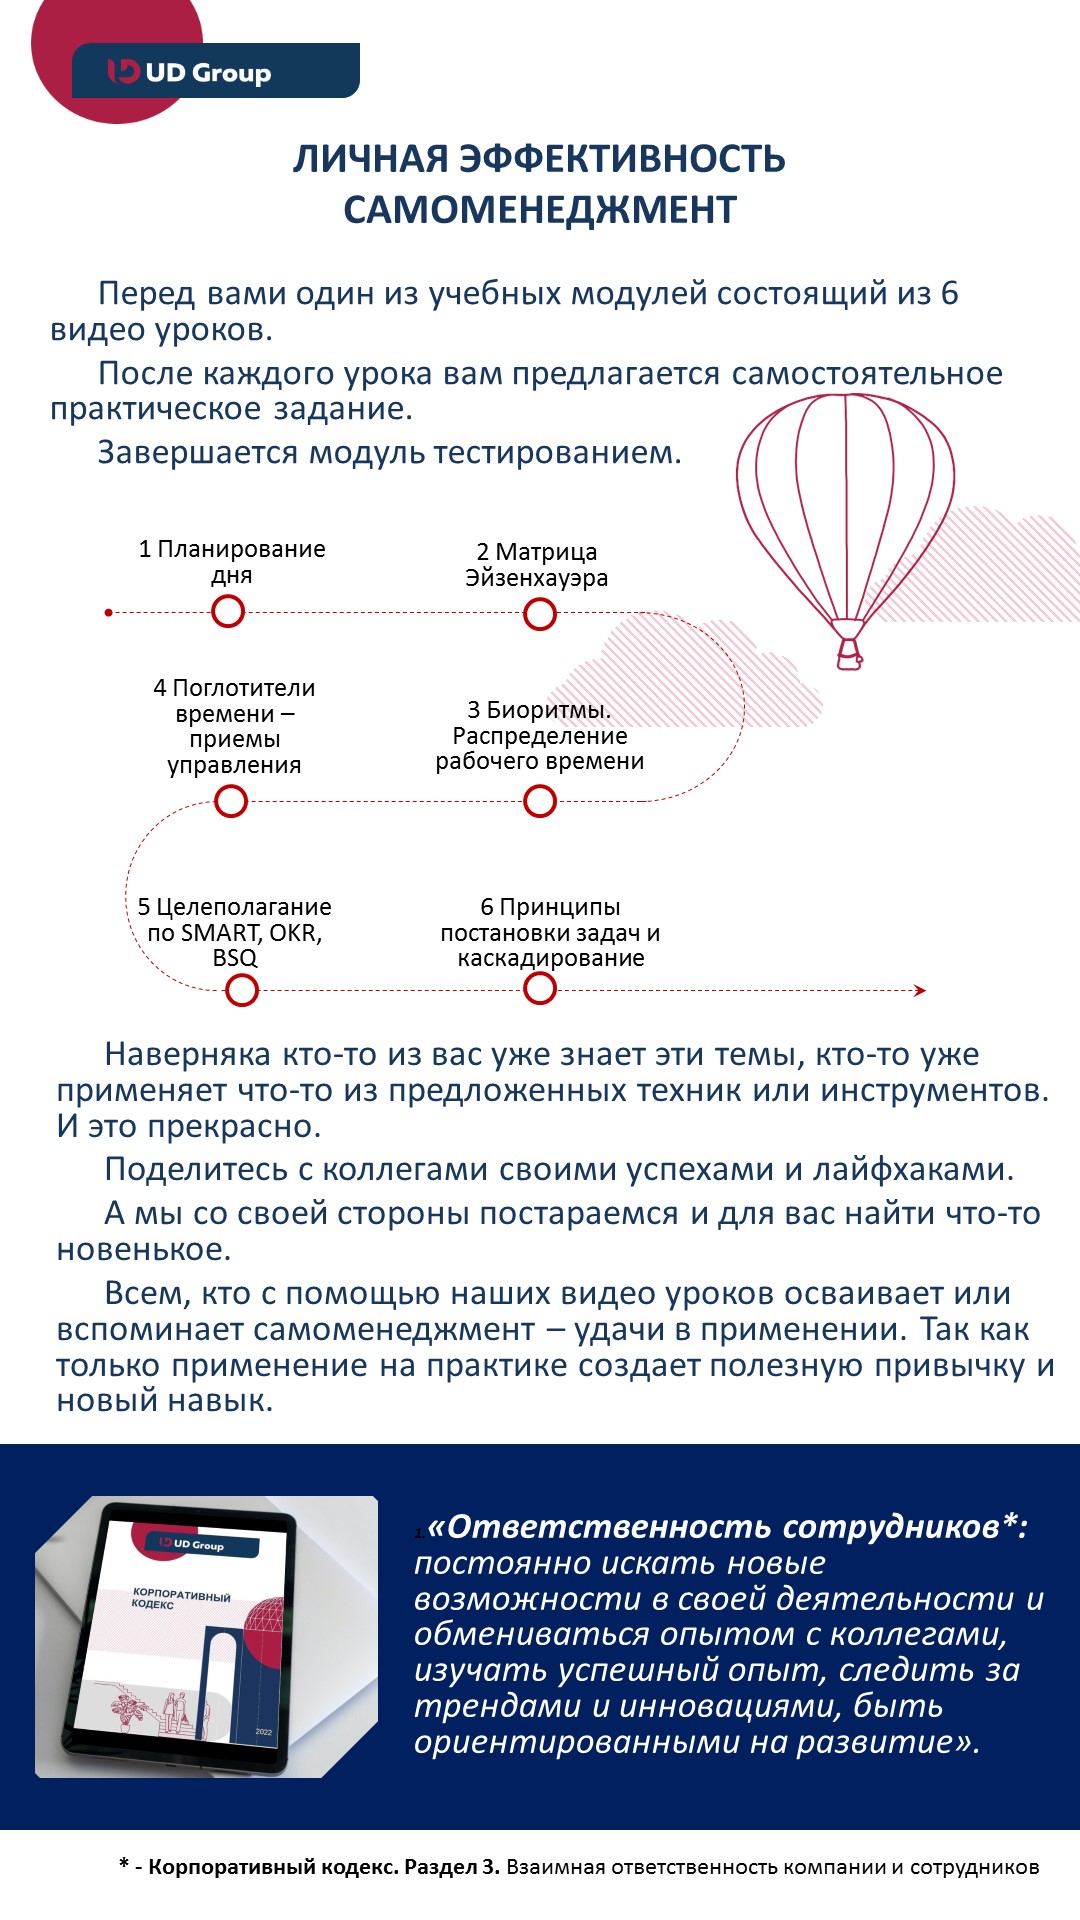 UD Group
ЛИЧНАЯ ЭФФЕКТИВНОСТЬ
САМОМЕНЕДЖМЕНТ
Перед вами один из учебных модулей состоящий из 6
видео уроков.
После каждого урока вам предлагается самостоятельное
практическое задание.
Завершается модуль тестированием.
1 Планирование
дня
2 Матрица
Эйзенхауэра
3 Биоритмы.
Распределение
рабочего времени
4 Поглотители
времени –
приемы
управления
5 Целеполагание
по SMART, OKR,
BSQ
6 Принципы
постановки задач и
каскадирование
Наверняка кто-то из вас уже знает эти темы, кто-то уже
применяет что-то из предложенных техник или инструментов.
И это прекрасно.
Поделитесь с коллегами своими успехами и лайфхаками.
А мы со своей стороны постараемся и для вас найти что-то
новенькое.
Всем, кто с помощью наших видео уроков осваивает или
вспоминает самоменеджмент – удачи в применении. Так как
только применение на практике создает полезную привычку и
новый навык.
UD Group
КОРПОРАТИВНЫЙ
КОДЕКС
2022
1.«Ответственность сотрудников*:
постоянно искать новые
возможности в своей деятельности и
обмениваться опытом с коллегами,
изучать успешный опыт, следить за
трендами и инновациями, быть
ориентированными на развитие».
* - Корпоративный кодекс. Раздел 3. Взаимная ответственность компании и сотрудников